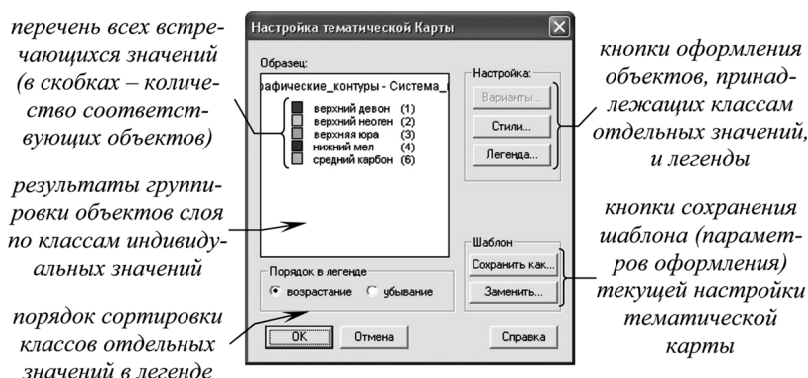 перечень всех встре-
чающихся значений
(в скобках – количе-
ство соответст-
вующих объектов)
результаты группи-
ровки объектов слоя
по классам индивиду-
альных значений
порядок сортировки
классов отдельных
значений в легенде
Настройка тематической Карты
Образец:
рафические_контуры - Система_
верхний девон (1)
верхний неоген (2)
верхняя юра (3)
нижний мел (4)
средний карбон (6)
Порядок в легенде
возрастание убывание
OK Отмена Справка
Настройка:
Варианты...
Стили...
Легенда...
Шаблон
Сохранить как...
Заменить...
кнопки оформления
объектов, принад-
лежащих классам
отдельных значений,
и легенды
кнопки сохранения
шаблона (парамет-
ров оформления)
текущей настройки
тематической
карты